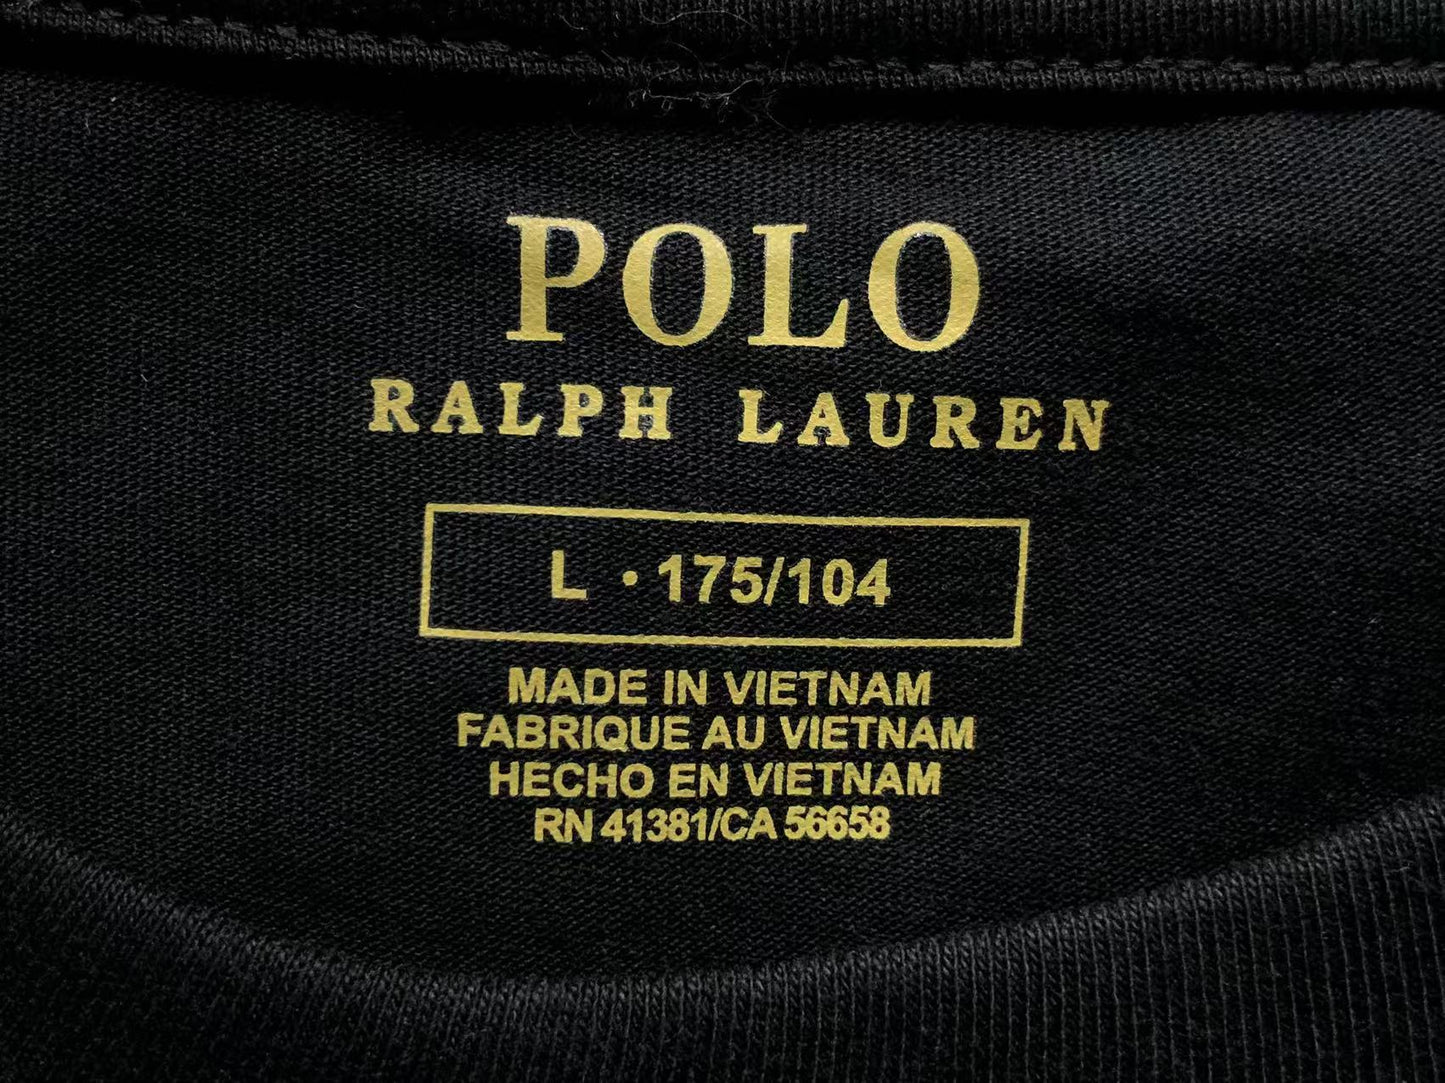 POLO
RALPH LAUREN
L • 175/104
MADE IN VIETNAM
FABRIQUE AU VIETNAM
HECHO EN VIETNAM
RN 41381/CA 56658